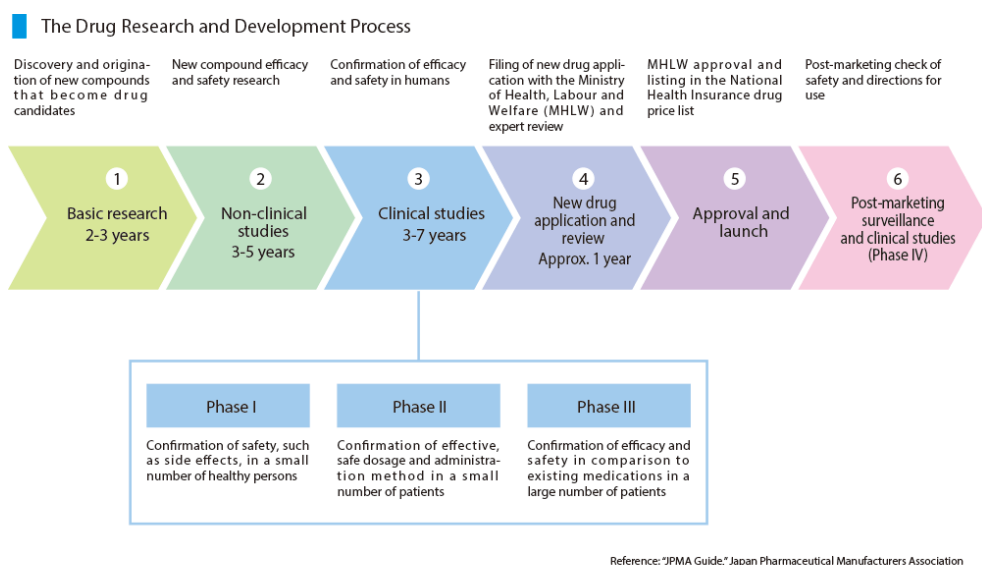 The Drug Research and Development Process
Discovery and origina-
tion of new compounds
that become drug
candidates
New compound efficacy
and safety research
Confirmation of efficacy
and safety in humans
Filing of new drug appli-
cation with the Ministry
of Health, Labour and
Welfare (MHLW) and
expert review
MHLW approval and
listing in the National
Health Insurance drug
price list
Post-marketing check of
safety and directions for
use
1
Basic research
2-3 years
2
Non-clinical
studies
3-5 years
3
Clinical studies
3-7 years
4
New drug
application and
review
Approx. 1 year
5
Approval and
launch
6
Post-marketing
surveillance
and clinical studies
(Phase IV)
Phase I
Confirmation of safety, such
as side effects, in a small
number of healthy persons
Phase II
Confirmation of effective,
safe dosage and administra-
tion method in a small
number of patients
Phase III
Confirmation of efficacy and
safety in comparison to
existing medications in a
large number of patients
Reference: "JPMA Guide," Japan Pharmaceutical Manufacturers Association